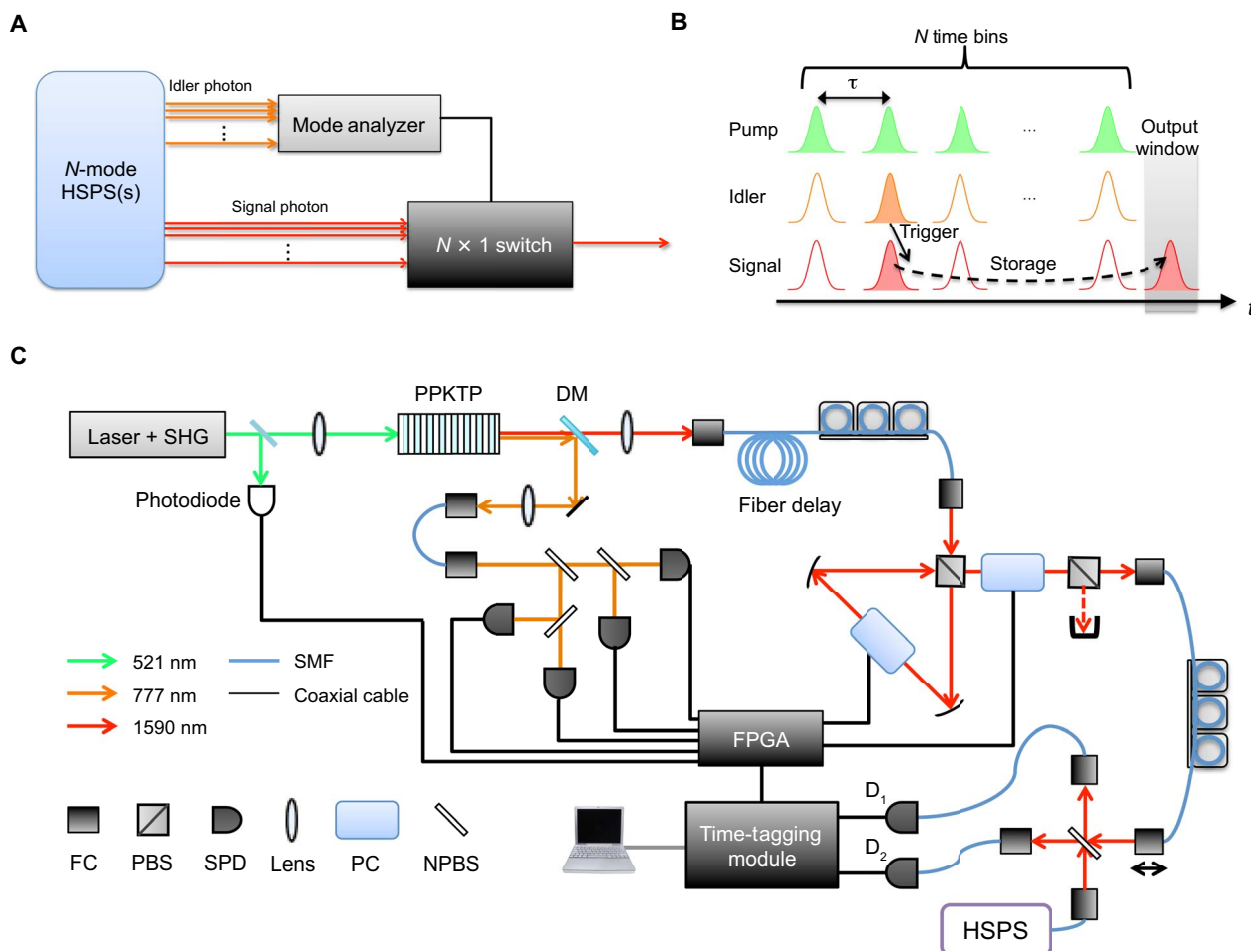 A
Idler photon
Mode analyzer
N-mode
HSPS(s)
Signal photon
N × 1 switch
B
N time bins
τ
Pump
...
Output
window
Idler
...
Trigger
Signal
Storage
t
C
Laser + SHG
PPKTP
DM
Photodiode
Fiber delay
521 nm
SMF
777 nm
Coaxial cable
1590 nm
FPGA
Time-tagging
module
D1
D2
FC
PBS
SPD
Lens
PC
NPBS
HSPS